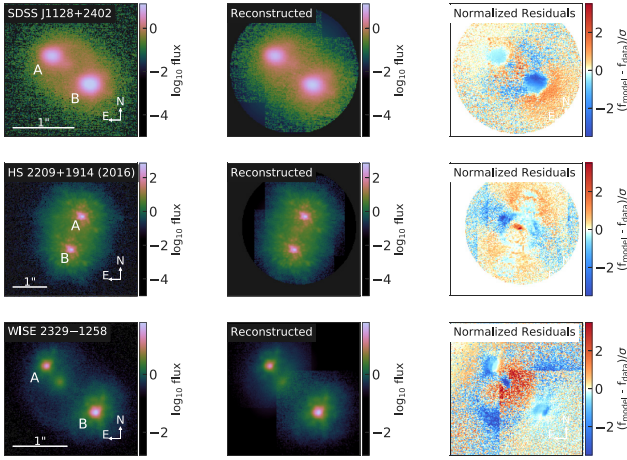 SDSS J1128+2402
A
B
N
E
1"
0
−2
−4
log₁₀ flux
Reconstructed
0
−2
−4
log₁₀ flux
Normalized Residuals
N
E
2
0
−2
(f_model - f_data)/σ
HS 2209+1914 (2016)
A
B
N
E
1"
2
0
−2
−4
log₁₀ flux
Reconstructed
2
0
−2
−4
log₁₀ flux
Normalized Residuals
2
0
−2
(f_model - f_data)/σ
WISE 2329−1258
A
B
N
E
1"
2
0
−2
log₁₀ flux
Reconstructed
2
0
−2
log₁₀ flux
Normalized Residuals
2
0
−2
(f_model - f_data)/σ